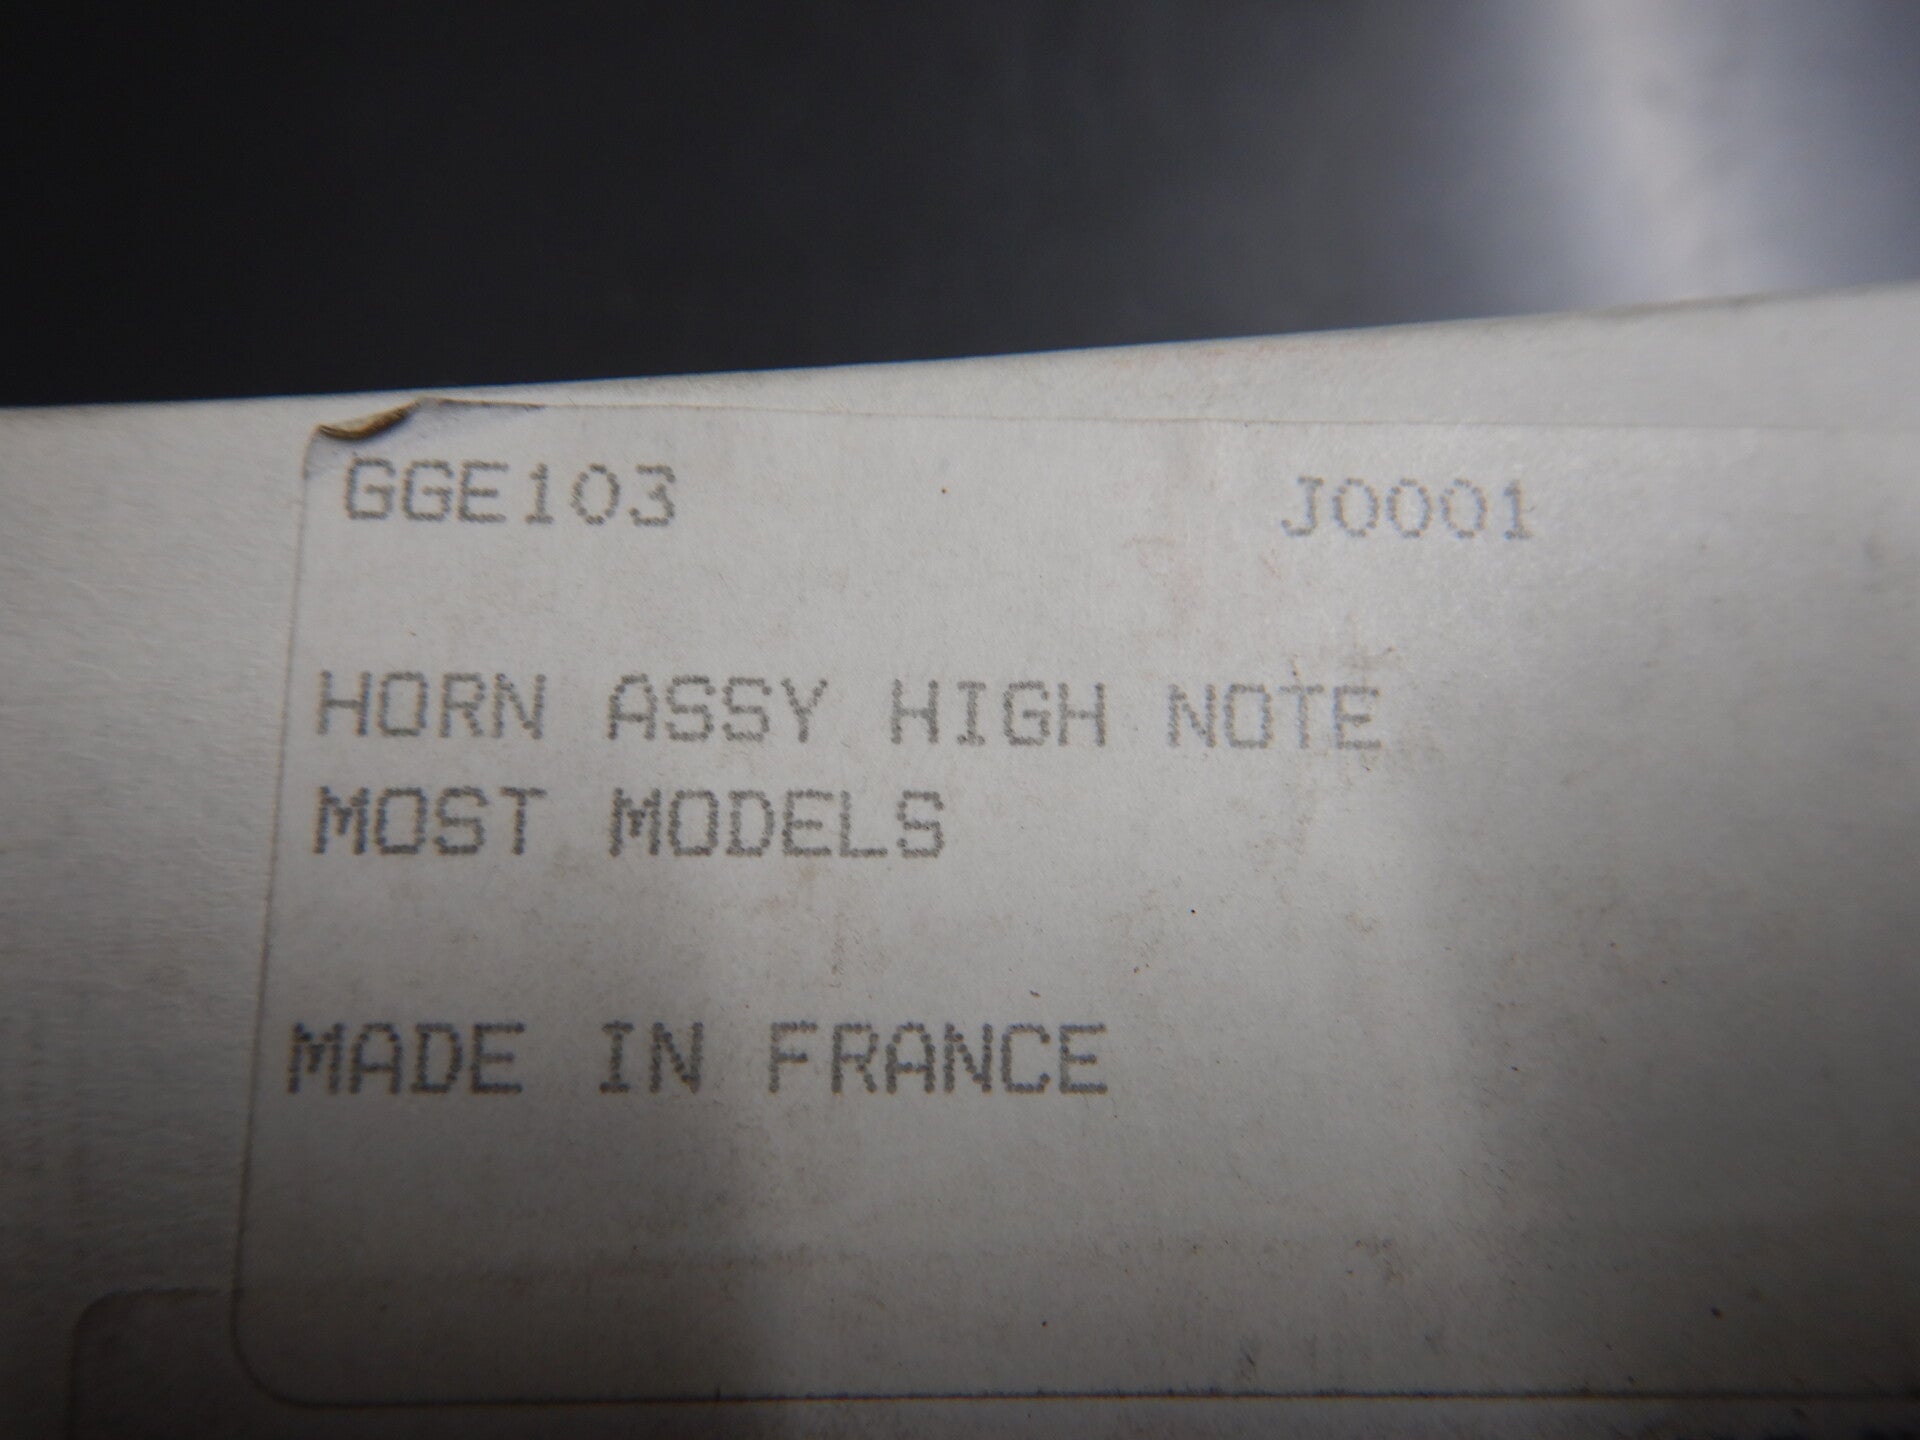 GGE103 J0001
HORN ASSY HIGH NOTE
MOST MODELS
MADE IN FRANCE